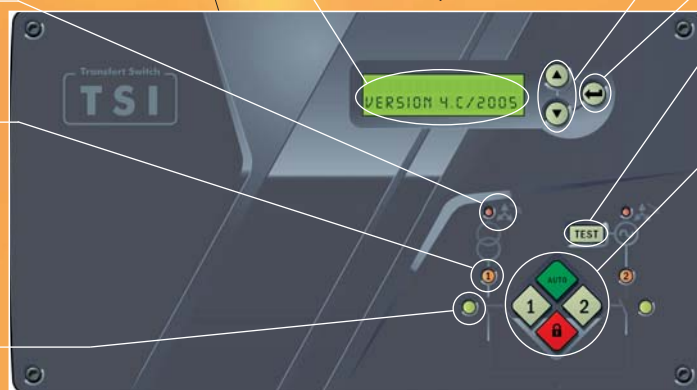 Transfert Switch
TSI
VERSION 4.C/2005
TEST
1
AUTO
2
1
2